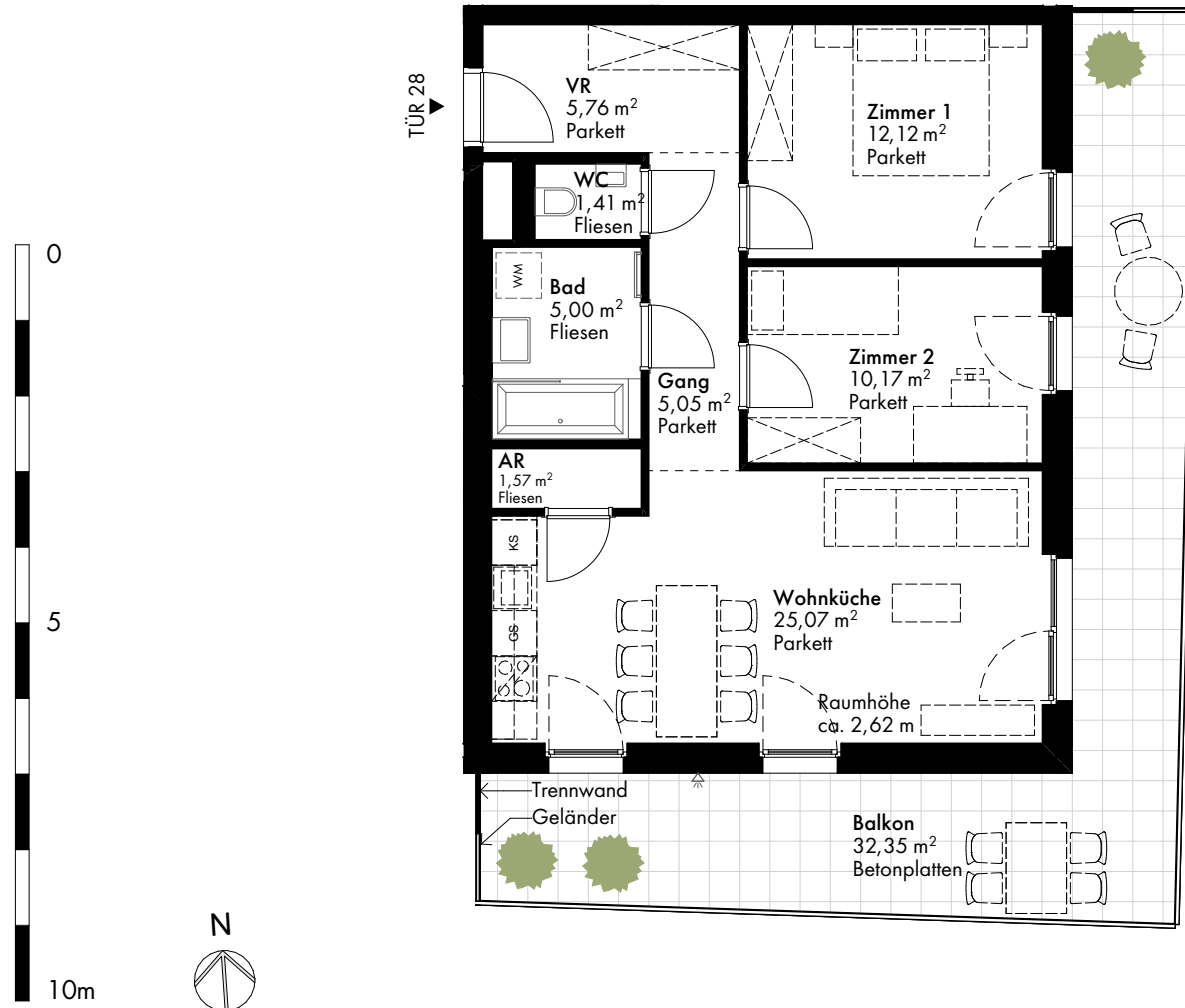 TÜR 28
VR
5,76 m²
Parkett
Zimmer 1
12,12 m²
Parkett
WC
1,41 m²
Fliesen
WM
Bad
5,00 m²
Fliesen
Gang
5,05 m²
Parkett
Zimmer 2
10,17 m²
Parkett
AR
1,57 m²
Fliesen
KS
GS
Wohnküche
25,07 m²
Parkett
Raumhöhe
ca. 2,62 m
Trennwand
Geländer
Balkon
32,35 m²
Betonplatten
0
5
10m
N